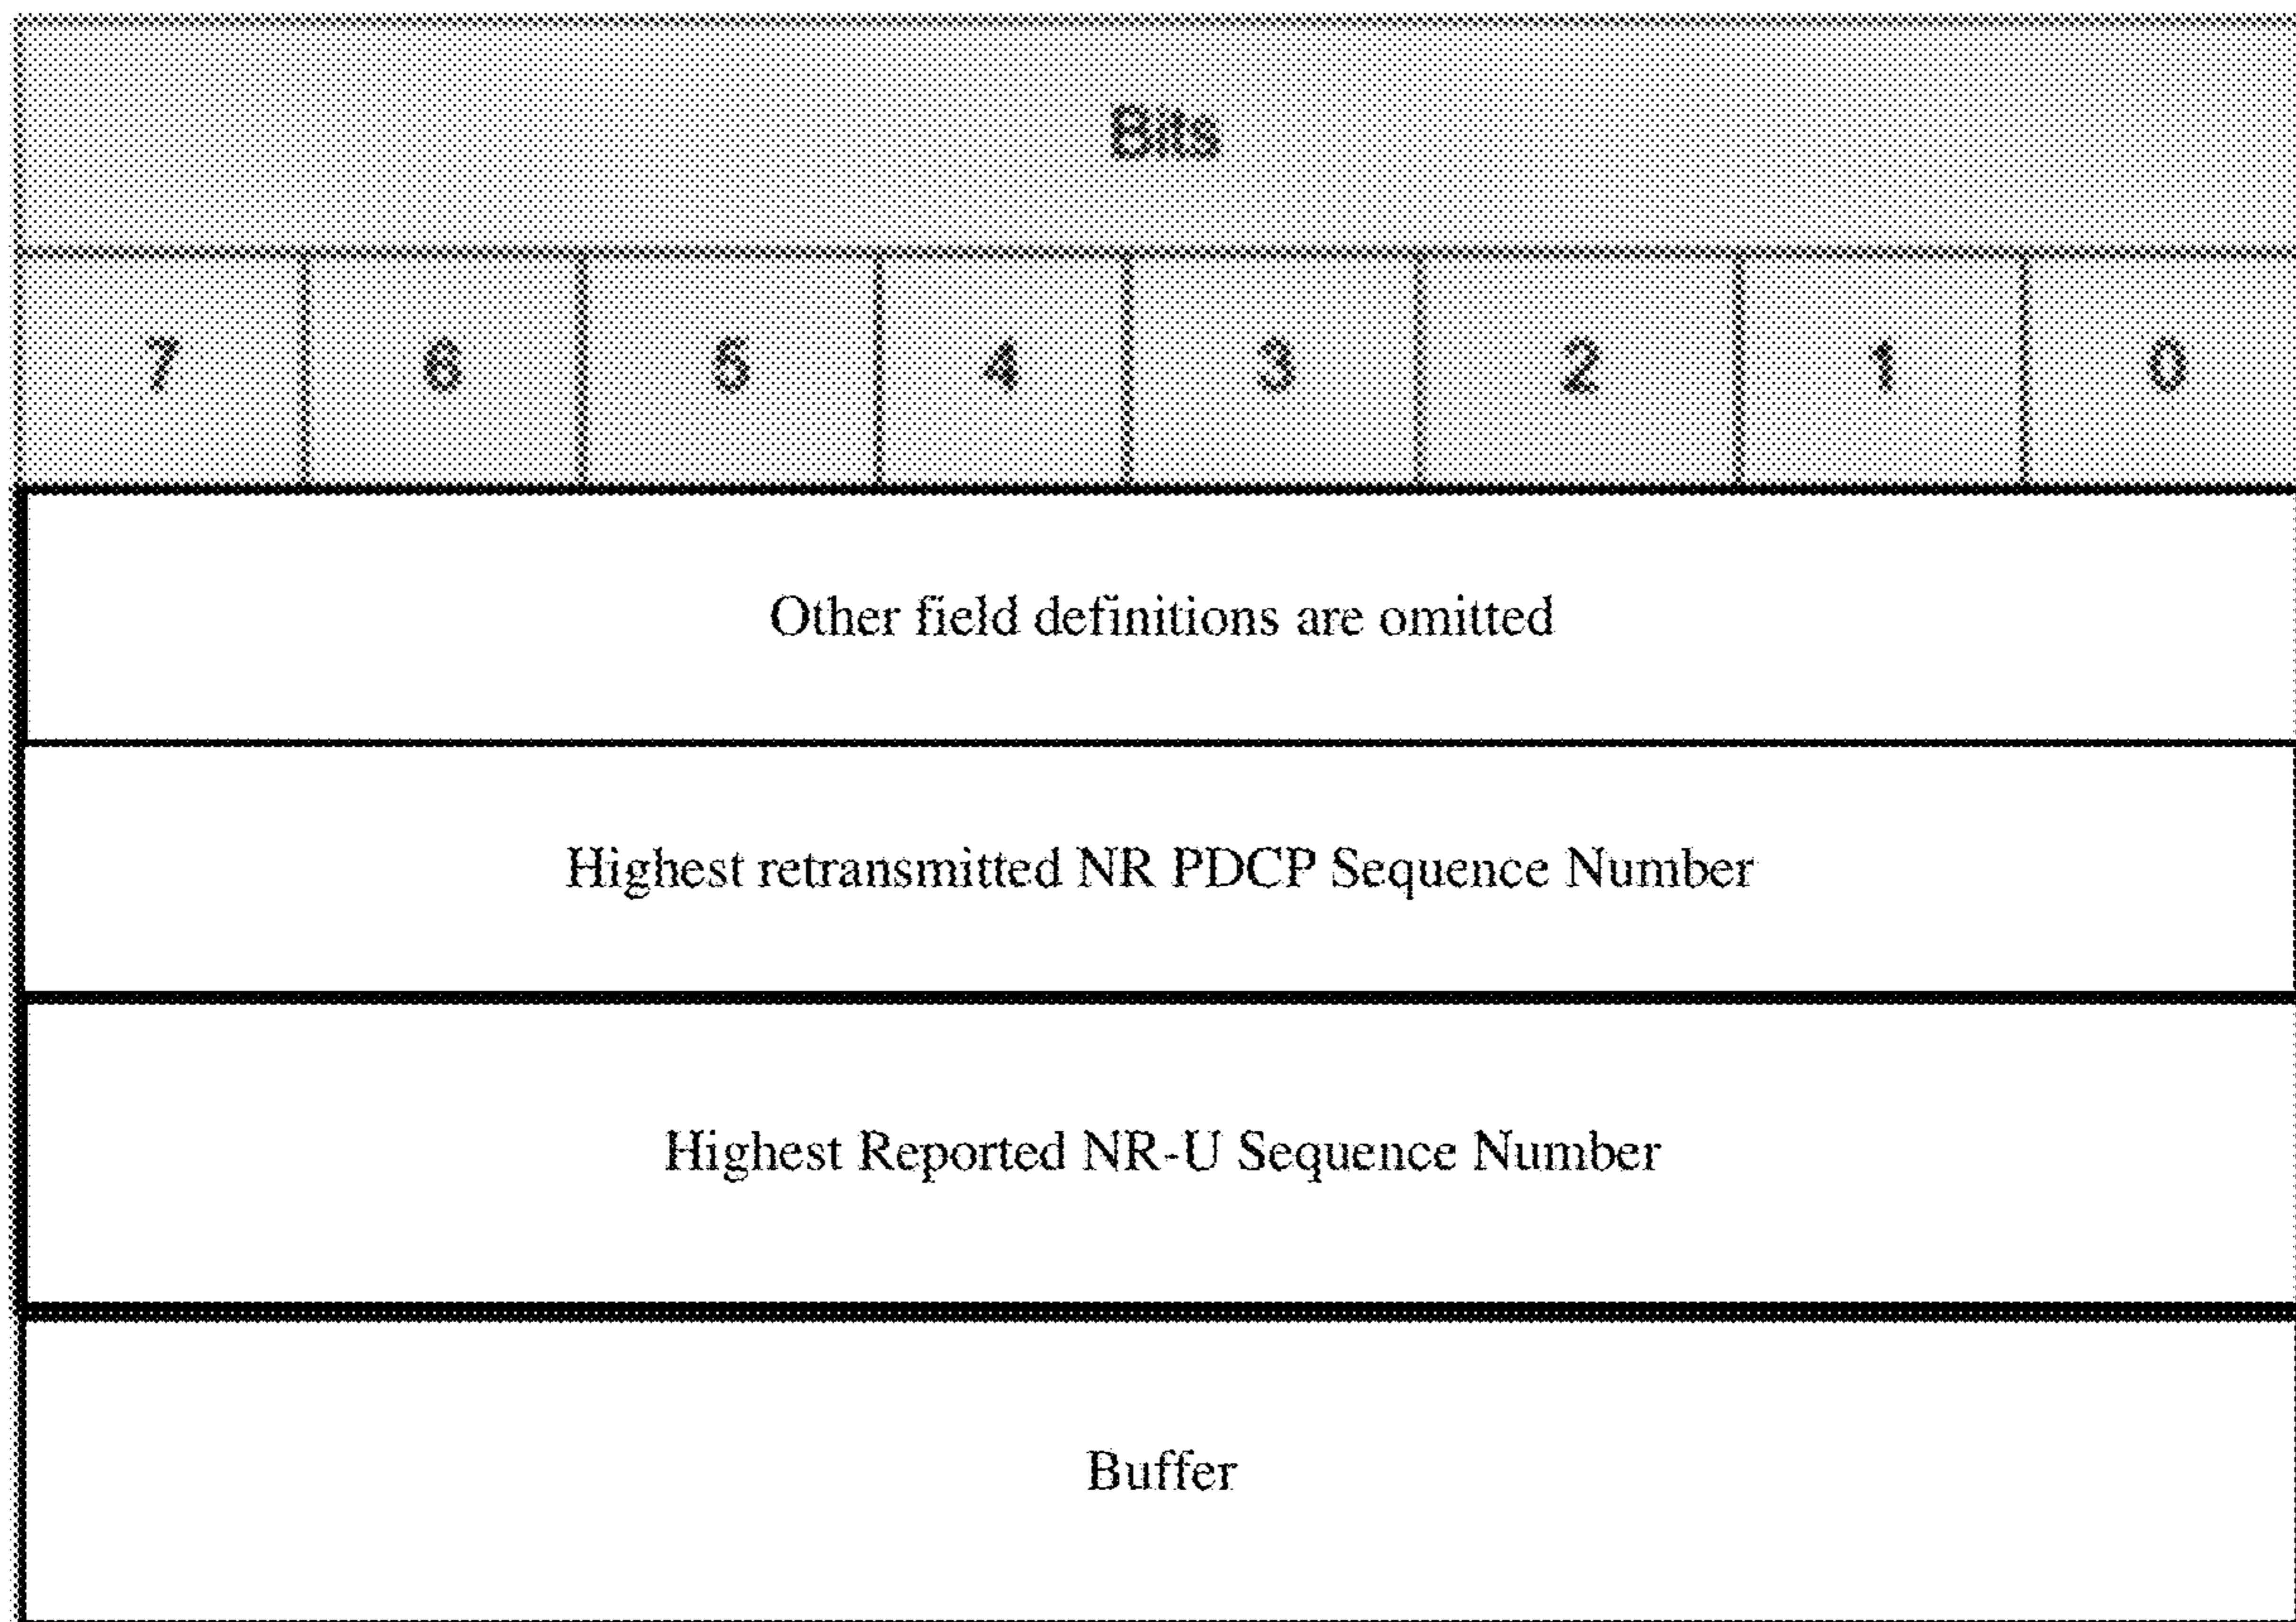 Bits
7 6 5 4 3 2 1 0
Other field definitions are omitted
Highest retransmitted NR PDCP Sequence Number
Highest Reported NR-U Sequence Number
Buffer